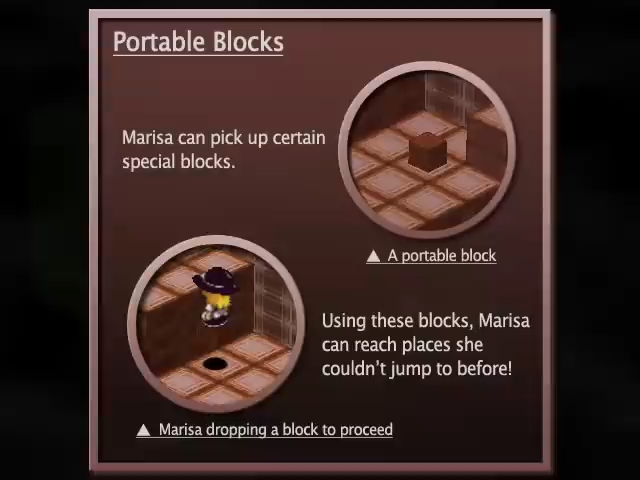 Portable Blocks
Marisa can pick up certain
special blocks.
▲ A portable block
Using these blocks, Marisa
can reach places she
couldn't jump to before!
▲ Marisa dropping a block to proceed